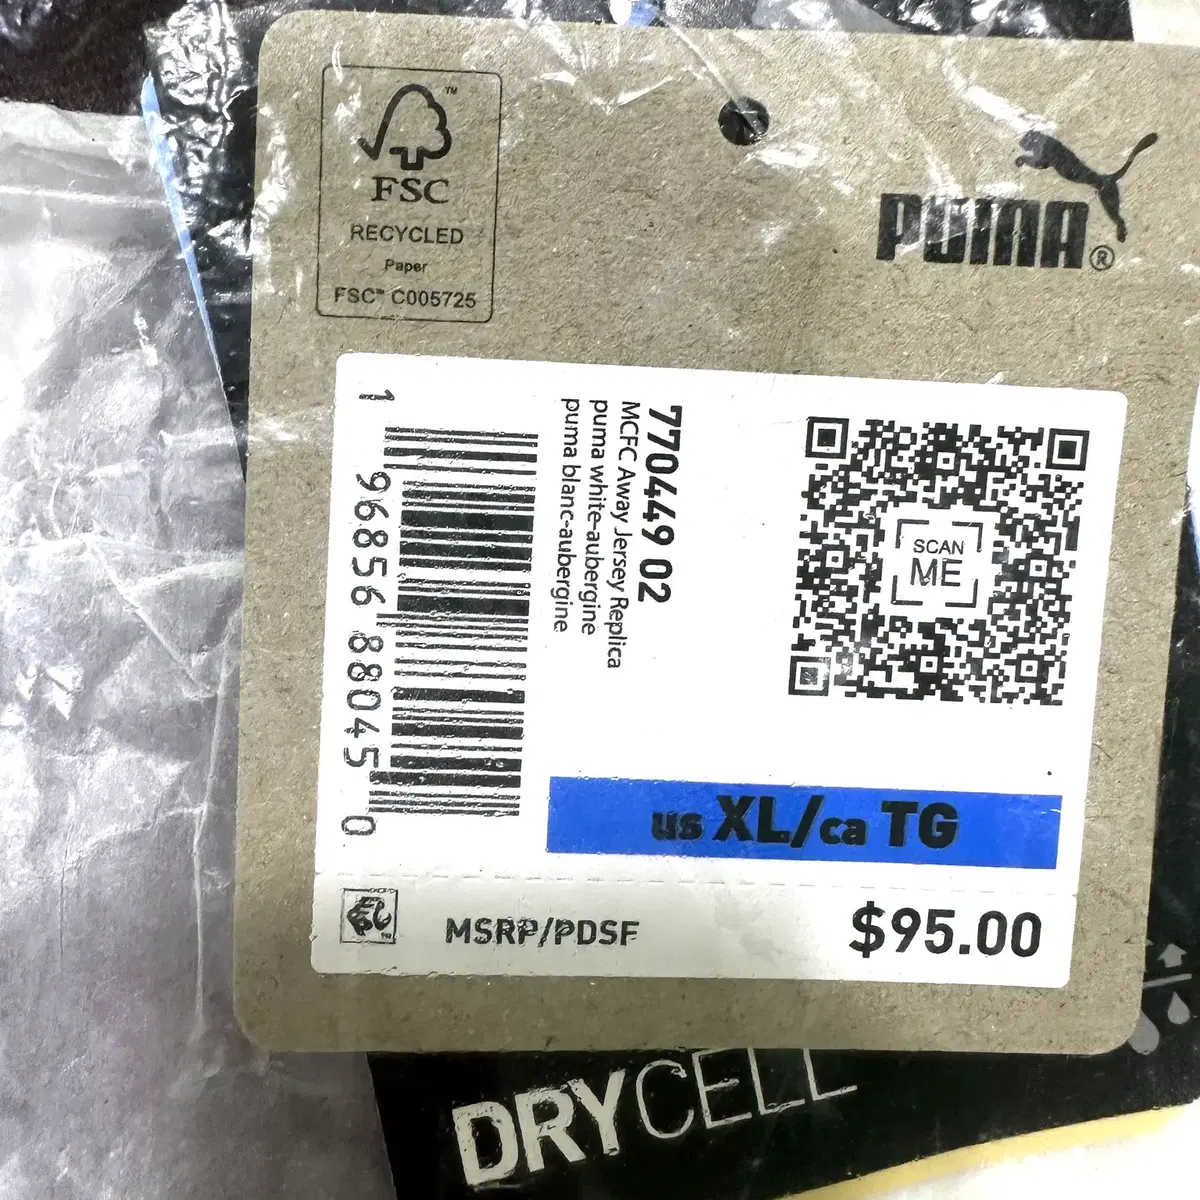 FSC
RECYCLED
Paper
FSC™ C005725
PUMA®
7704449 02
MCFC Away Jersey Replica
puma white-aubergine
puma blanc-aubergine
1 96856 88045 0
SCAN
ME
us XL/ca TG
MSRP/PDSF
$95.00
DRYCELL